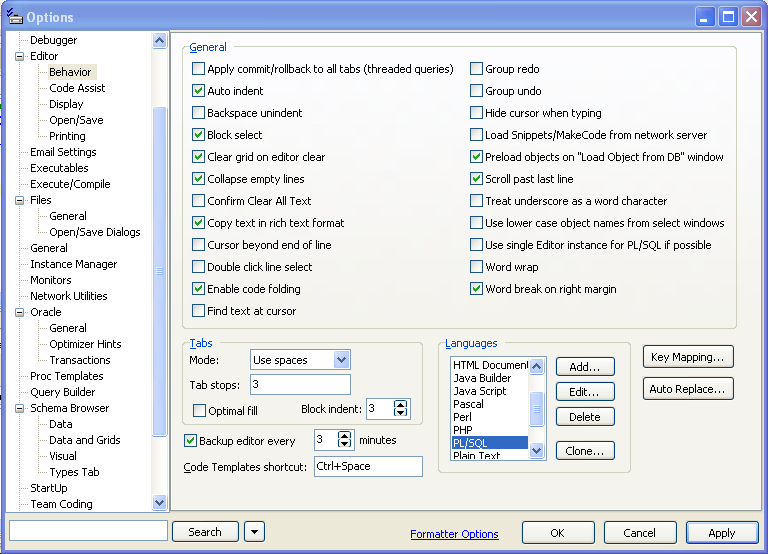 Options
Debugger
Editor
Behavior
Code Assist
Display
Open/Save
Printing
Email Settings
Executables
Execute/Compile
Files
General
Open/Save Dialogs
General
Instance Manager
Monitors
Network Utilities
Oracle
General
Optimizer Hints
Transactions
Proc Templates
Query Builder
Schema Browser
Data
Data and Grids
Visual
Types Tab
StartUp
Team Coding
General
Apply commit/rollback to all tabs (threaded queries)
Auto indent
Backspace unindent
Block select
Clear grid on editor clear
Collapse empty lines
Confirm Clear All Text
Copy text in rich text format
Cursor beyond end of line
Double click line select
Enable code folding
Find text at cursor
Group redo
Group undo
Hide cursor when typing
Load Snippets/MakeCode from network server
Preload objects on "Load Object from DB" window
Scroll past last line
Treat underscore as a word character
Use lower case object names from select windows
Use single Editor instance for PL/SQL if possible
Word wrap
Word break on right margin
Tabs
Mode: Use spaces
Tab stops: 3
Optimal fill Block indent: 3
Backup editor every 3 minutes
Code Templates shortcut: Ctrl+Space
Languages
HTML Document
Java Builder
Java Script
Pascal
Perl
PHP
PL/SQL
Plain Text
Add...
Edit...
Delete
Clone...
Key Mapping...
Auto Replace...
Search
Formatter Options
OK
Cancel
Apply